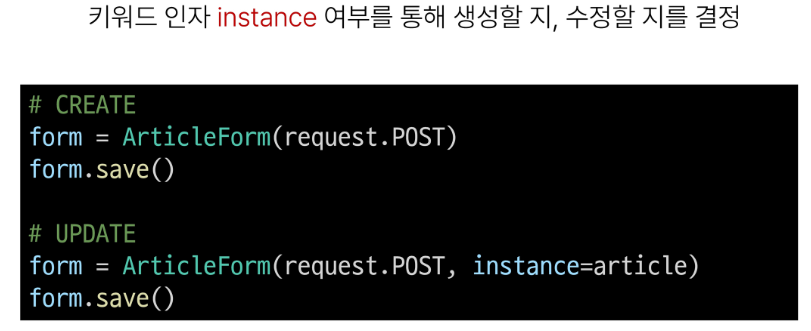 키워드 인자 instance 여부를 통해 생성할 지, 수정할 지를 결정
# CREATE
form = ArticleForm(request.POST)
form.save()
# UPDATE
form = ArticleForm(request.POST, instance=article)
form.save()